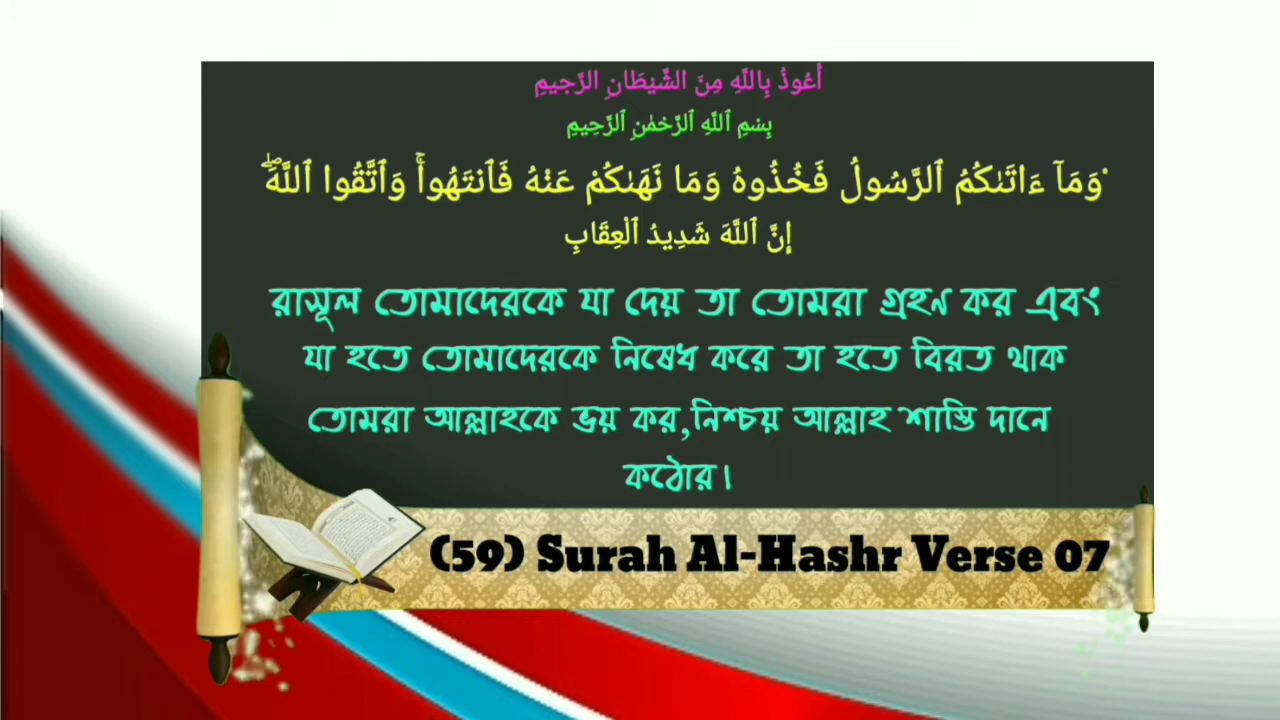 أَعُوذُ بِاللَّهِ مِنَ الشَّيْطَانِ الرَّجِيمِ
بِسْمِ ٱللَّهِ ٱلرَّحْمَٰنِ ٱلرَّحِيمِ
وَمَآ ءَاتَىٰكُمُ ٱلرَّسُولُ فَخُذُوهُ وَمَا نَهَىٰكُمْ عَنْهُ فَٱنتَهُوا۟ۚ وَٱتَّقُوا ٱللَّهَۖ
إِنَّ ٱللَّهَ شَدِيدُ ٱلْعِقَابِ
রাসূল তোমাদেরকে যা দেয় তা তোমরা গ্রহণ কর এবং
যা হতে তোমাদেরকে নিষেধ করে তা হতে বিরত থাক
তোমরা আল্লাহকে ভয় কর,নিশ্চয় আল্লাহ শাস্তি দানে
কঠোর।
(59) Surah Al-Hashr Verse 07